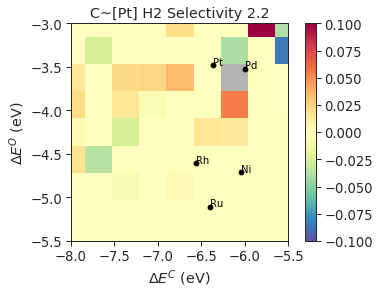 C~[Pt] H2 Selectivity 2.2
−3.0
−3.5
−4.0
−4.5
−5.0
−5.5
ΔE^O (eV)
Pt
Pd
Rh
Ni
Ru
−8.0 −7.5 −7.0 −6.5 −6.0 −5.5
ΔE^C (eV)
0.100
0.075
0.050
0.025
0.000
−0.025
−0.050
−0.075
−0.100